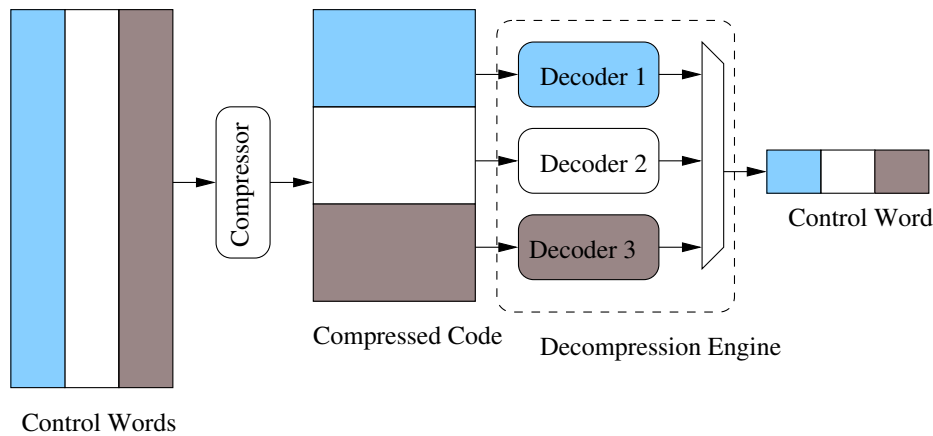 Control Words
Compressor
Compressed Code
Decoder 1
Decoder 2
Decoder 3
Decompression Engine
Control Word